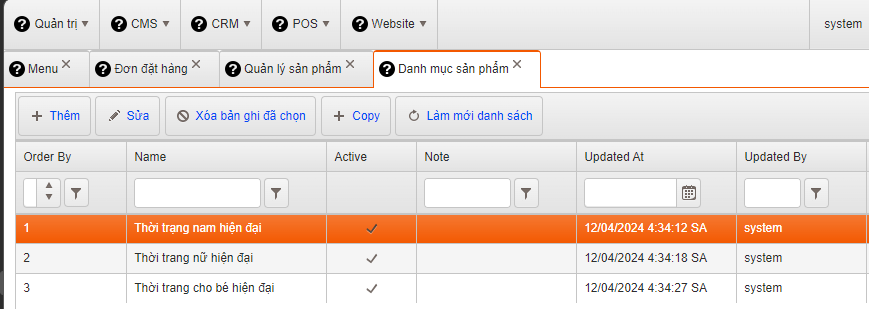 Quản trị CMS CRM POS Website system
Menu Đơn đặt hàng Quản lý sản phẩm Danh mục sản phẩm
Thêm Sửa Xóa bản ghi đã chọn Copy Làm mới danh sách
Order By Name Active Note Updated At Updated By
1 Thời trạng nam hiện đại 12/04/2024 4:34:12 SA system
2 Thời trang nữ hiện đại 12/04/2024 4:34:18 SA system
3 Thời trang cho bé hiện đại 12/04/2024 4:34:27 SA system